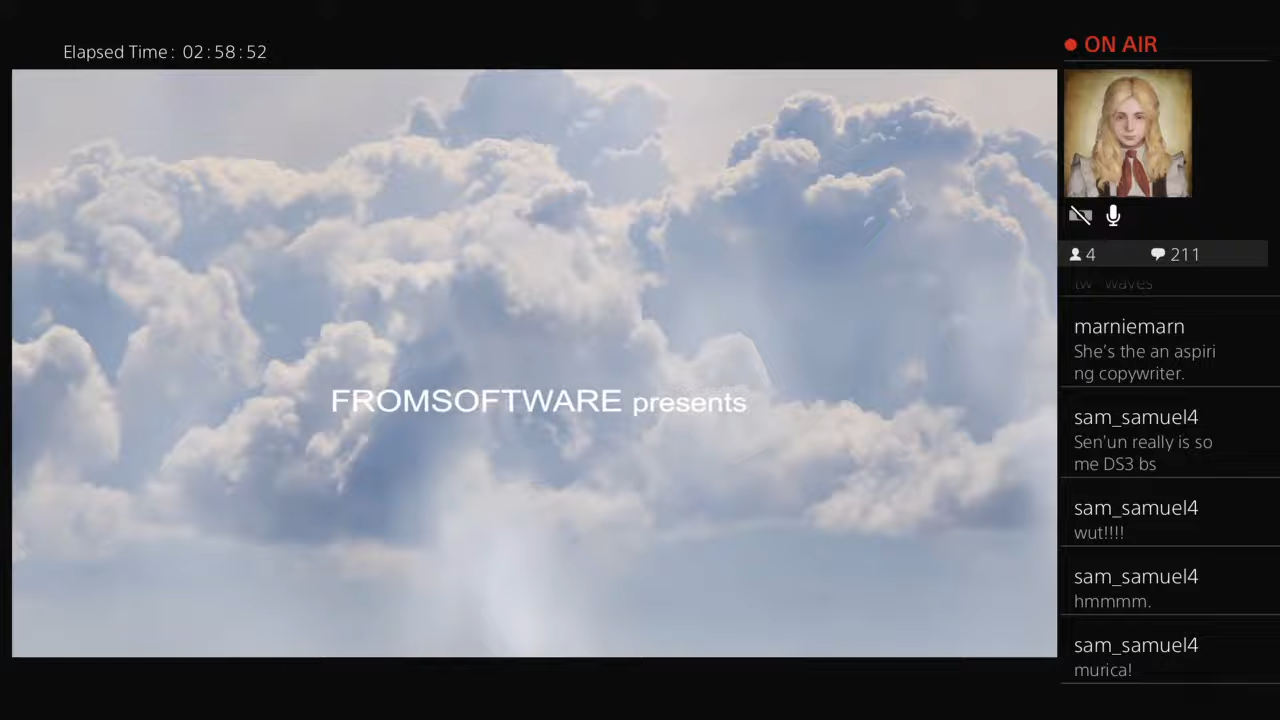 Elapsed Time: 02:58:52
ON AIR
FROMSOFTWARE presents
4 211
marniemarn
She's the an aspiri
ng copywriter.
sam_samuel4
Sen'un really is so
me DS3 bs
sam_samuel4
wut!!!!
sam_samuel4
hmmmm.
sam_samuel4
murica!